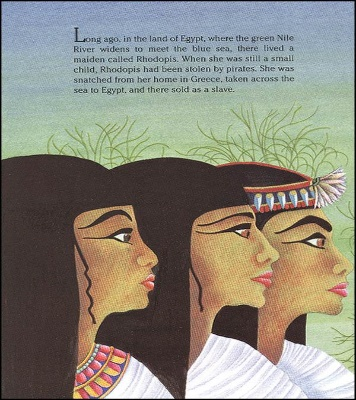 Long ago, in the land of Egypt, where the green Nile
River widens to meet the blue sea, there lived a
maiden called Rhodopis. When she was still a small
child, Rhodopis had been stolen by pirates. She was
snatched from her home in Greece, taken across the
sea to Egypt, and there sold as a slave.